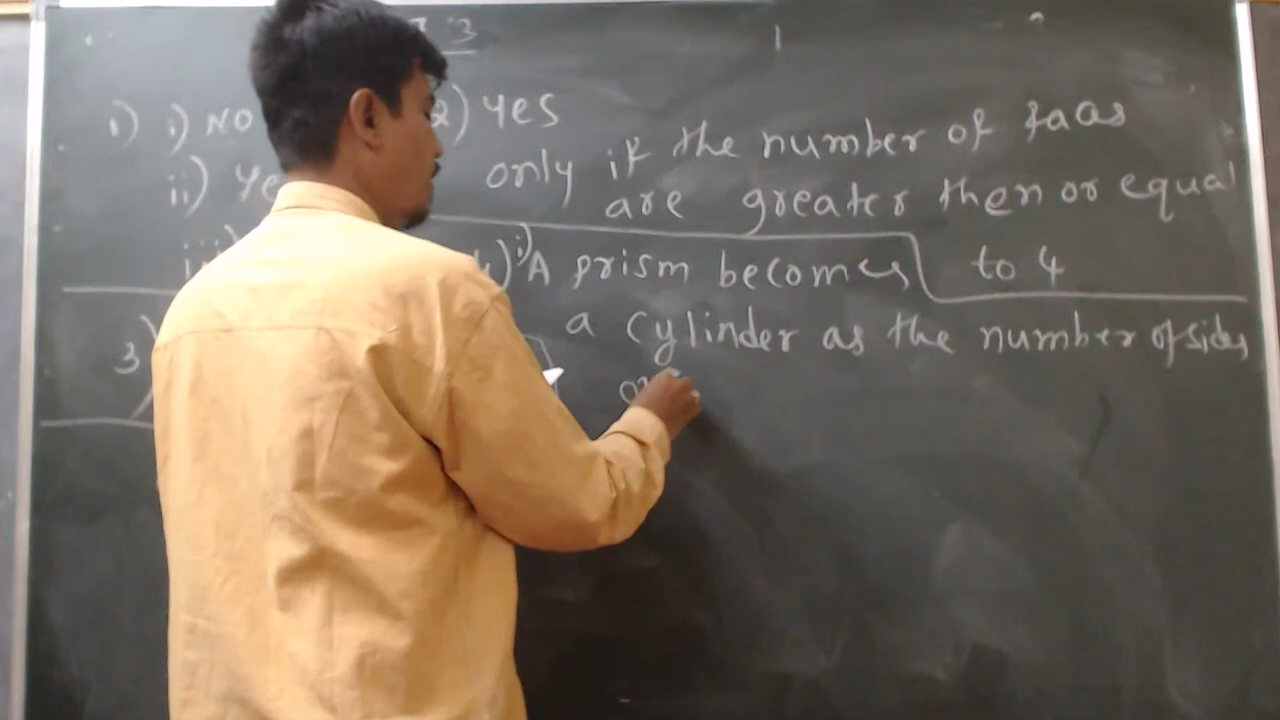 3
1) i) NO
2) Yes
ii) Ye
only if the number of faces
are greater then or equal
to 4
iii)
i) A prism becomes
a cylinder as the number of sides
3)